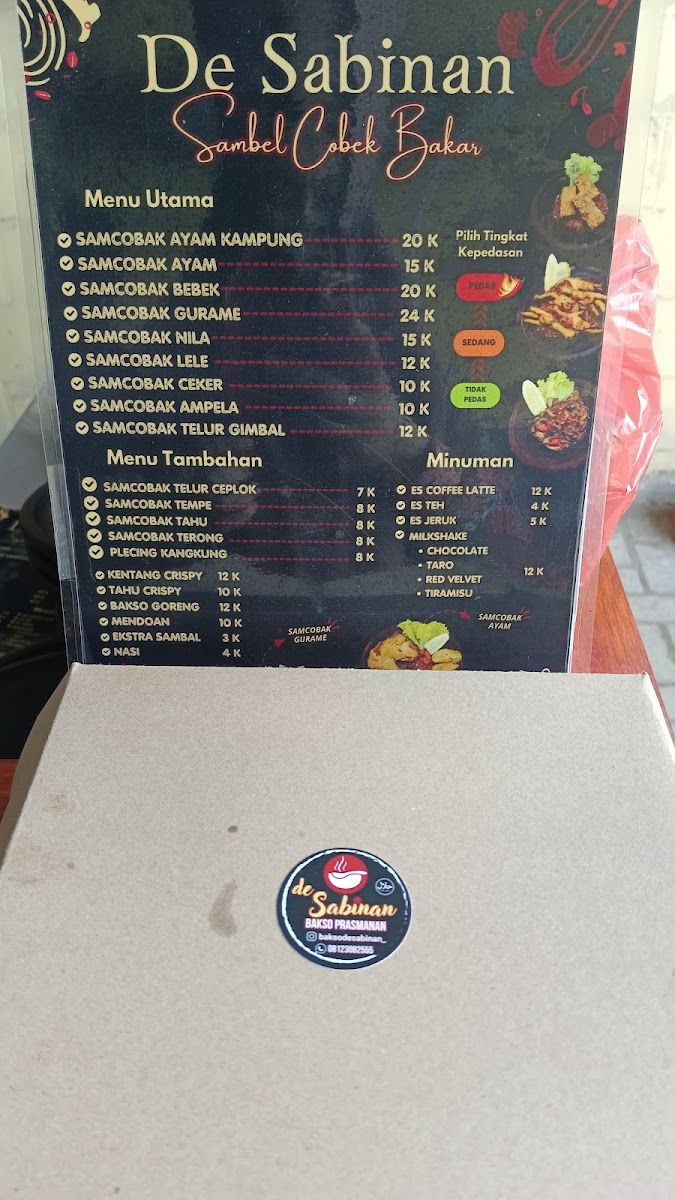 De Sabinan
Sambel Cobek Bakar
Menu Utama
SAMCOBAK AYAM KAMPUNG 20 K
SAMCOBAK AYAM 15 K
SAMCOBAK BEBEK 20 K
SAMCOBAK GURAME 24 K
SAMCOBAK NILA 15 K
SAMCOBAK LELE 12 K
SAMCOBAK CEKER 10 K
SAMCOBAK AMPELA 10 K
SAMCOBAK TELUR GIMBAL 12 K
Pilih Tingkat
Kepedasan
PEDAS
SEDANG
TIDAK
PEDAS
Menu Tambahan
SAMCOBAK TELUR CEPLOK 7 K
SAMCOBAK TEMPE 8 K
SAMCOBAK TAHU 8 K
SAMCOBAK TERONG 8 K
PLECING KANGKUNG 8 K
KENTANG CRISPY 12 K
TAHU CRISPY 10 K
BAKSO GORENG 12 K
MENDOAN 10 K
EKSTRA SAMBAL 3 K
NASI 4 K
Minuman
ES COFFEE LATTE 12 K
ES TEH 4 K
ES JERUK 5 K
MILKSHAKE
• CHOCOLATE
• TARO
• RED VELVET 12 K
• TIRAMISU
SAMCOBAK
GURAME
SAMCOBAK
AYAM
de
Sabinan
BAKSO PRASMANAN
baksodesabinan_
08123082555